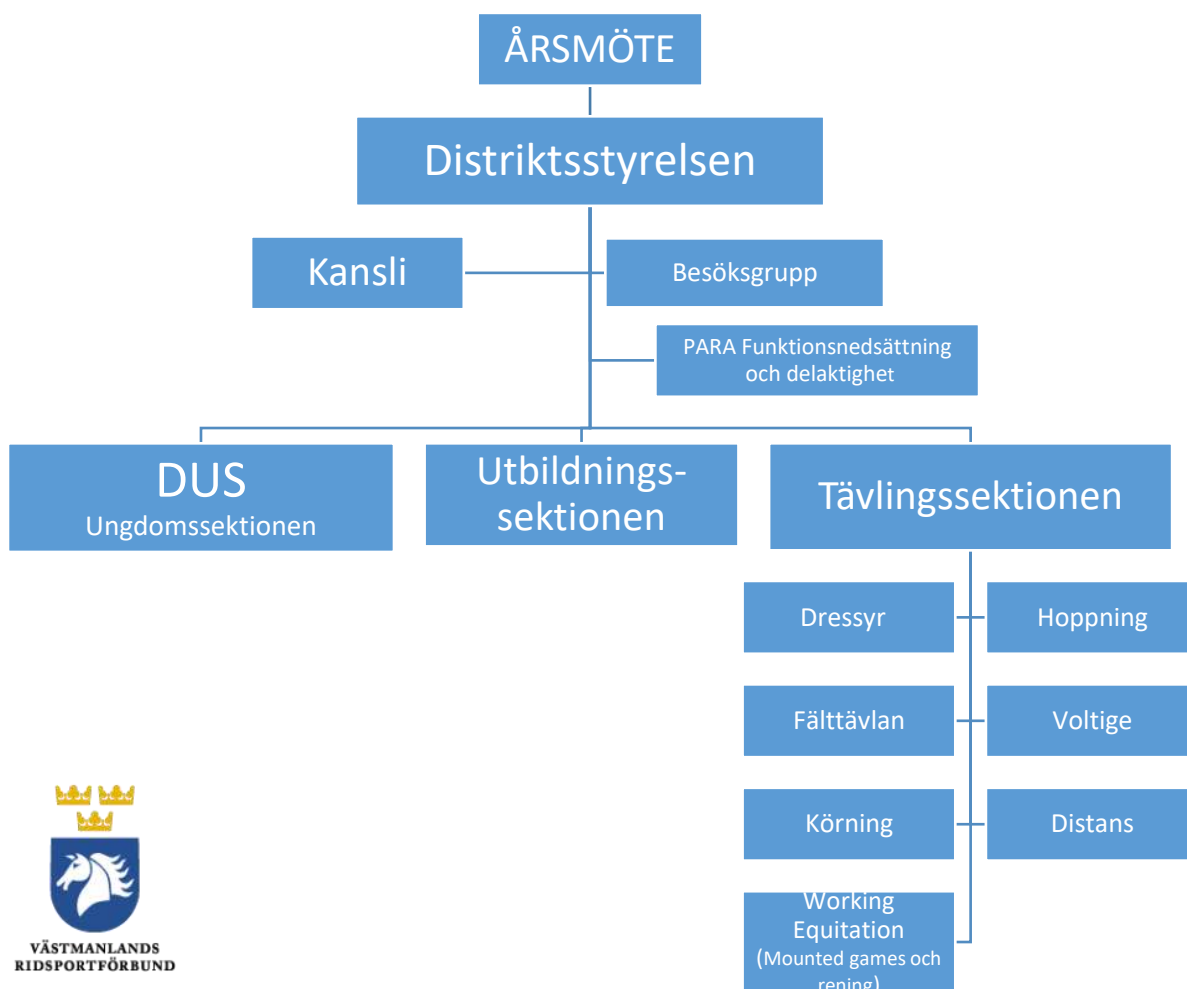 ÅRSMÖTE
Distriktsstyrelsen
Kansli
Besöksgrupp
PARA Funktionsnedsättning
och delaktighet
DUS
Ungdomssektionen
Utbildnings-
sektionen
Tävlingssektionen
Dressyr
Hoppning
Fälttävlan
Voltige
Körning
Distans
Working
Equitation
(Mounted games och
rening)
VÄSTMANLANDS
RIDSPORTFÖRBUND